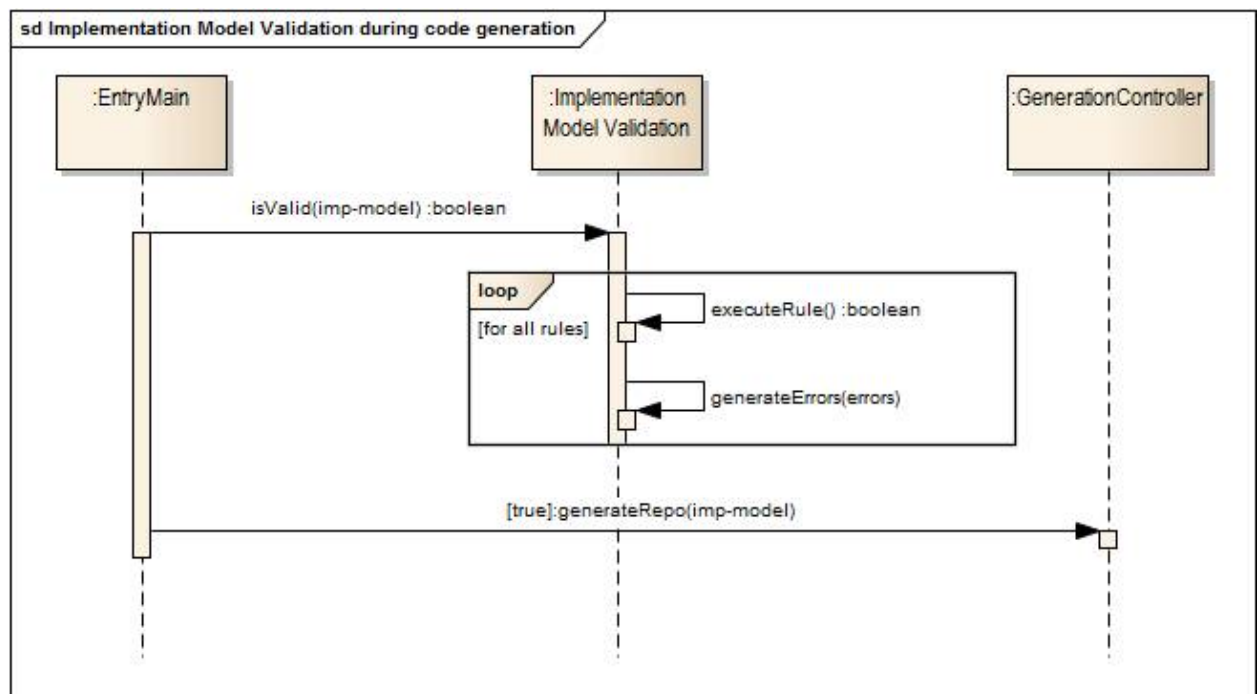 sd Implementation Model Validation during code generation
:EntryMain
:Implementation
Model Validation
:GenerationController
isValid(imp-model) :boolean
loop
[for all rules]
executeRule() :boolean
generateErrors(errors)
[true]:generateRepo(imp-model)